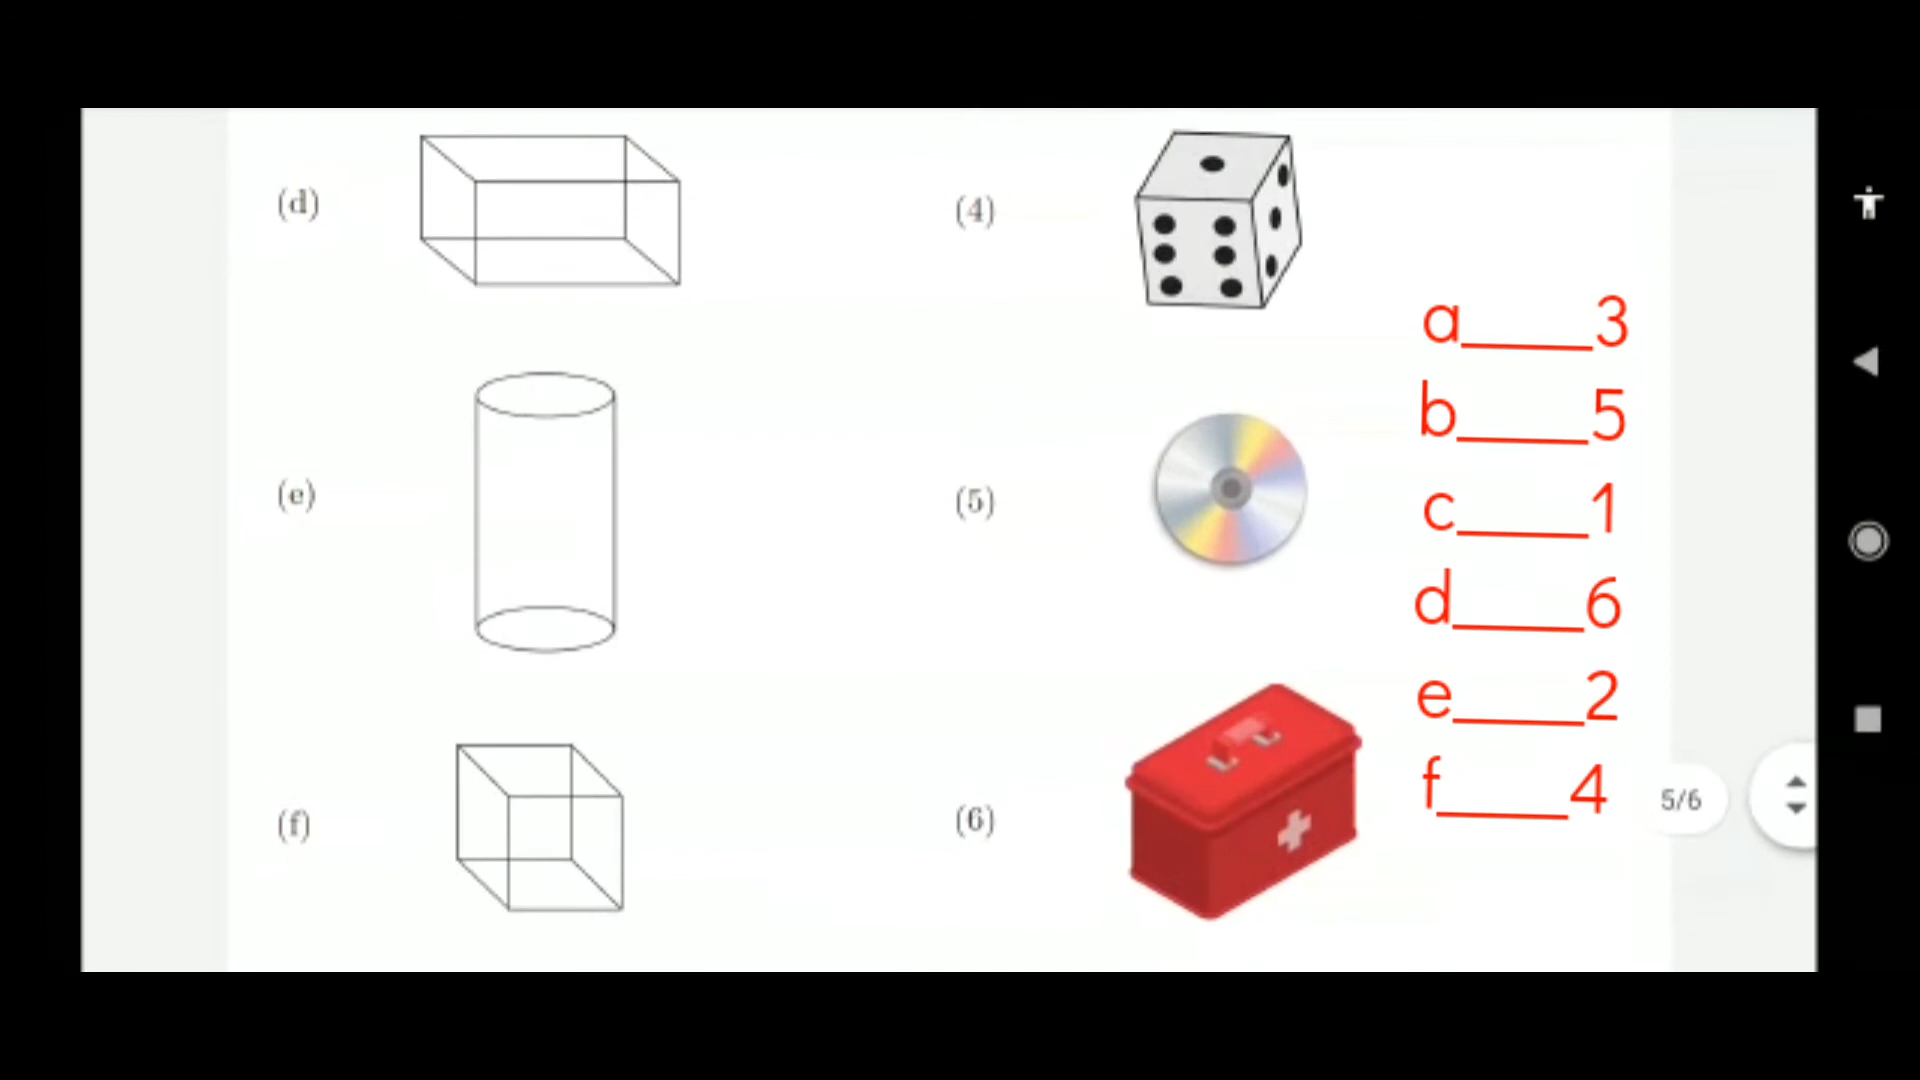 (d)
(4)
a____3
b____5
(e)
(5)
c____1
d____6
e____2
f____4
5/6
(f)
(6)